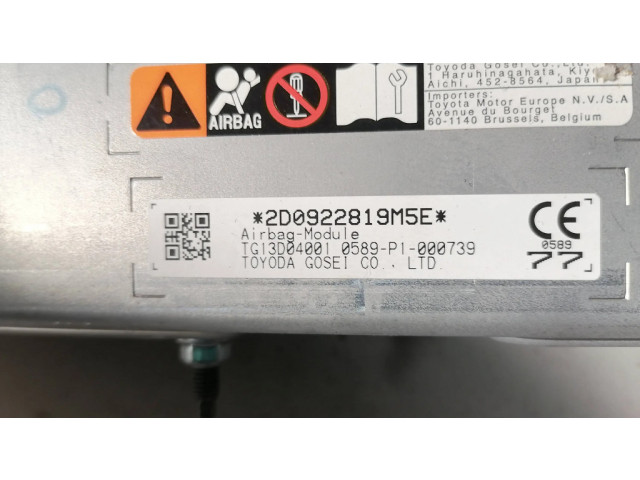 AIRBAG
Toyoda Gosei Co., Ltd.
1 Haruhinagahata,
Aichi, 452-8564, Japan
Importers:
Toyota Motor Europe N.V./S.A
Avenue du Bourget
60-1140 Brussels, Belgium
*2D0922819M5E*
Airbag-Module
TG13D04001 0589-P1-000739
TOYODA GOSEI CO., LTD.
CE
0589
77